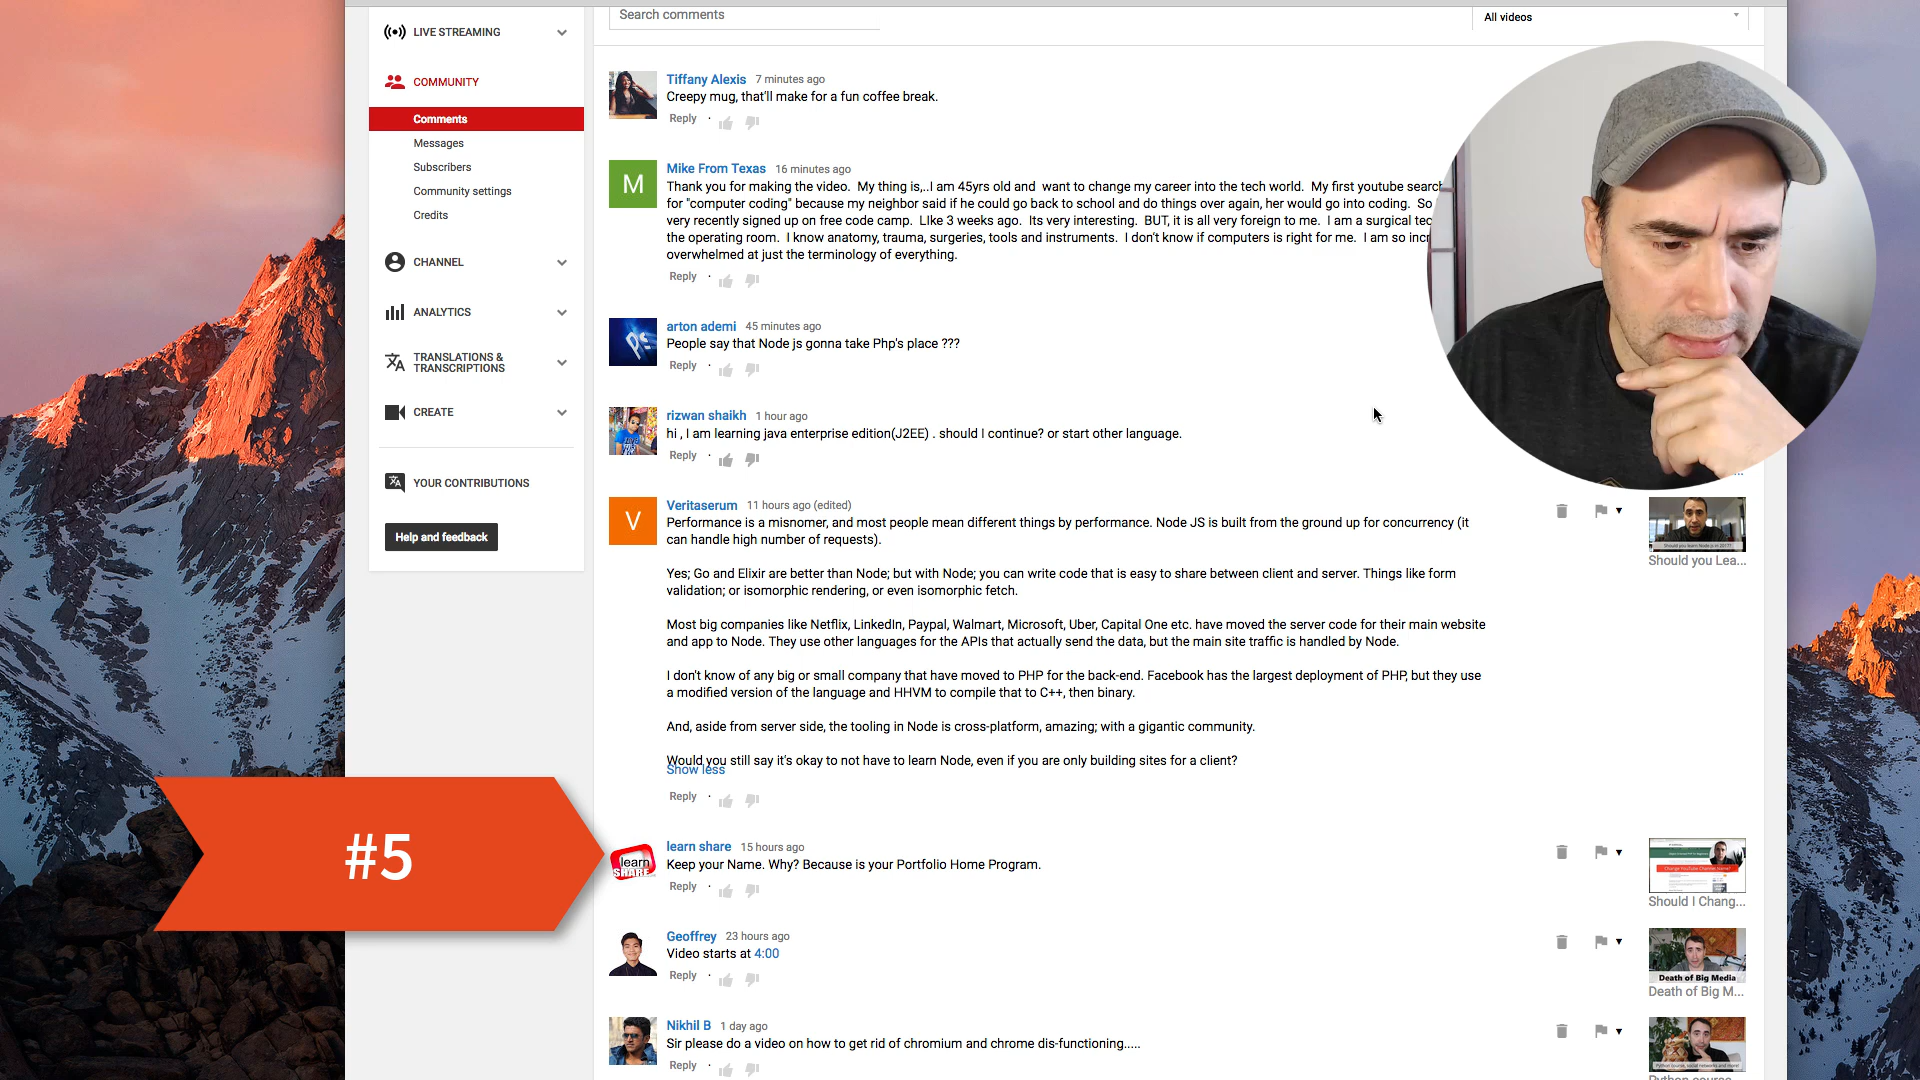 Search comments
All videos
LIVE STREAMING
COMMUNITY
Comments
Messages
Subscribers
Community settings
Credits
CHANNEL
ANALYTICS
TRANSLATIONS &
TRANSCRIPTIONS
CREATE
YOUR CONTRIBUTIONS
Help and feedback
Tiffany Alexis 7 minutes ago
Creepy mug, that'll make for a fun coffee break.
Reply ·
M
Mike From Texas 16 minutes ago
Thank you for making the video. My thing is,..I am 45yrs old and want to change my career into the tech world. My first youtube search
for "computer coding" because my neighbor said if he could go back to school and do things over again, her would go into coding. So
very recently signed up on free code camp. LIke 3 weeks ago. Its very interesting. BUT, it is all very foreign to me. I am a surgical
the operating room. I know anatomy, trauma, surgeries, tools and instruments. I don't know if computers is right for me. I am so
overwhelmed at just the terminology of everything.
Reply ·
Ps
arton ademi 45 minutes ago
People say that Node js gonna take Php's place ???
Reply ·
rizwan shaikh 1 hour ago
hi , I am learning java enterprise edition(J2EE) . should I continue? or start other language.
Reply ·
V
Veritaserum 11 hours ago (edited)
Performance is a misnomer, and most people mean different things by performance. Node JS is built from the ground up for concurrency (it
can handle high number of requests).
Yes; Go and Elixir are better than Node; but with Node; you can write code that is easy to share between client and server. Things like form
validation; or isomorphic rendering, or even isomorphic fetch.
Most big companies like Netflix, LinkedIn, Paypal, Walmart, Microsoft, Uber, Capital One etc. have moved the server code for their main website
and app to Node. They use other languages for the APIs that actually send the data, but the main site traffic is handled by Node.
I don't know of any big or small company that have moved to PHP for the back-end. Facebook has the largest deployment of PHP, but they use
a modified version of the language and HHVM to compile that to C++, then binary.
And, aside from server side, the tooling in Node is cross-platform, amazing; with a gigantic community.
Would you still say it's okay to not have to learn Node, even if you are only building sites for a client?
Show less
Reply ·
Should you Lea...
#5
learn
SHARE
learn share 15 hours ago
Keep your Name. Why? Because is your Portfolio Home Program.
Reply ·
Should I Chang...
Geoffrey 23 hours ago
Video starts at 4:00
Reply ·
Death of Big Media
Death of Big M...
Nikhil B 1 day ago
Sir please do a video on how to get rid of chromium and chrome dis-functioning.....
Reply ·
Python course